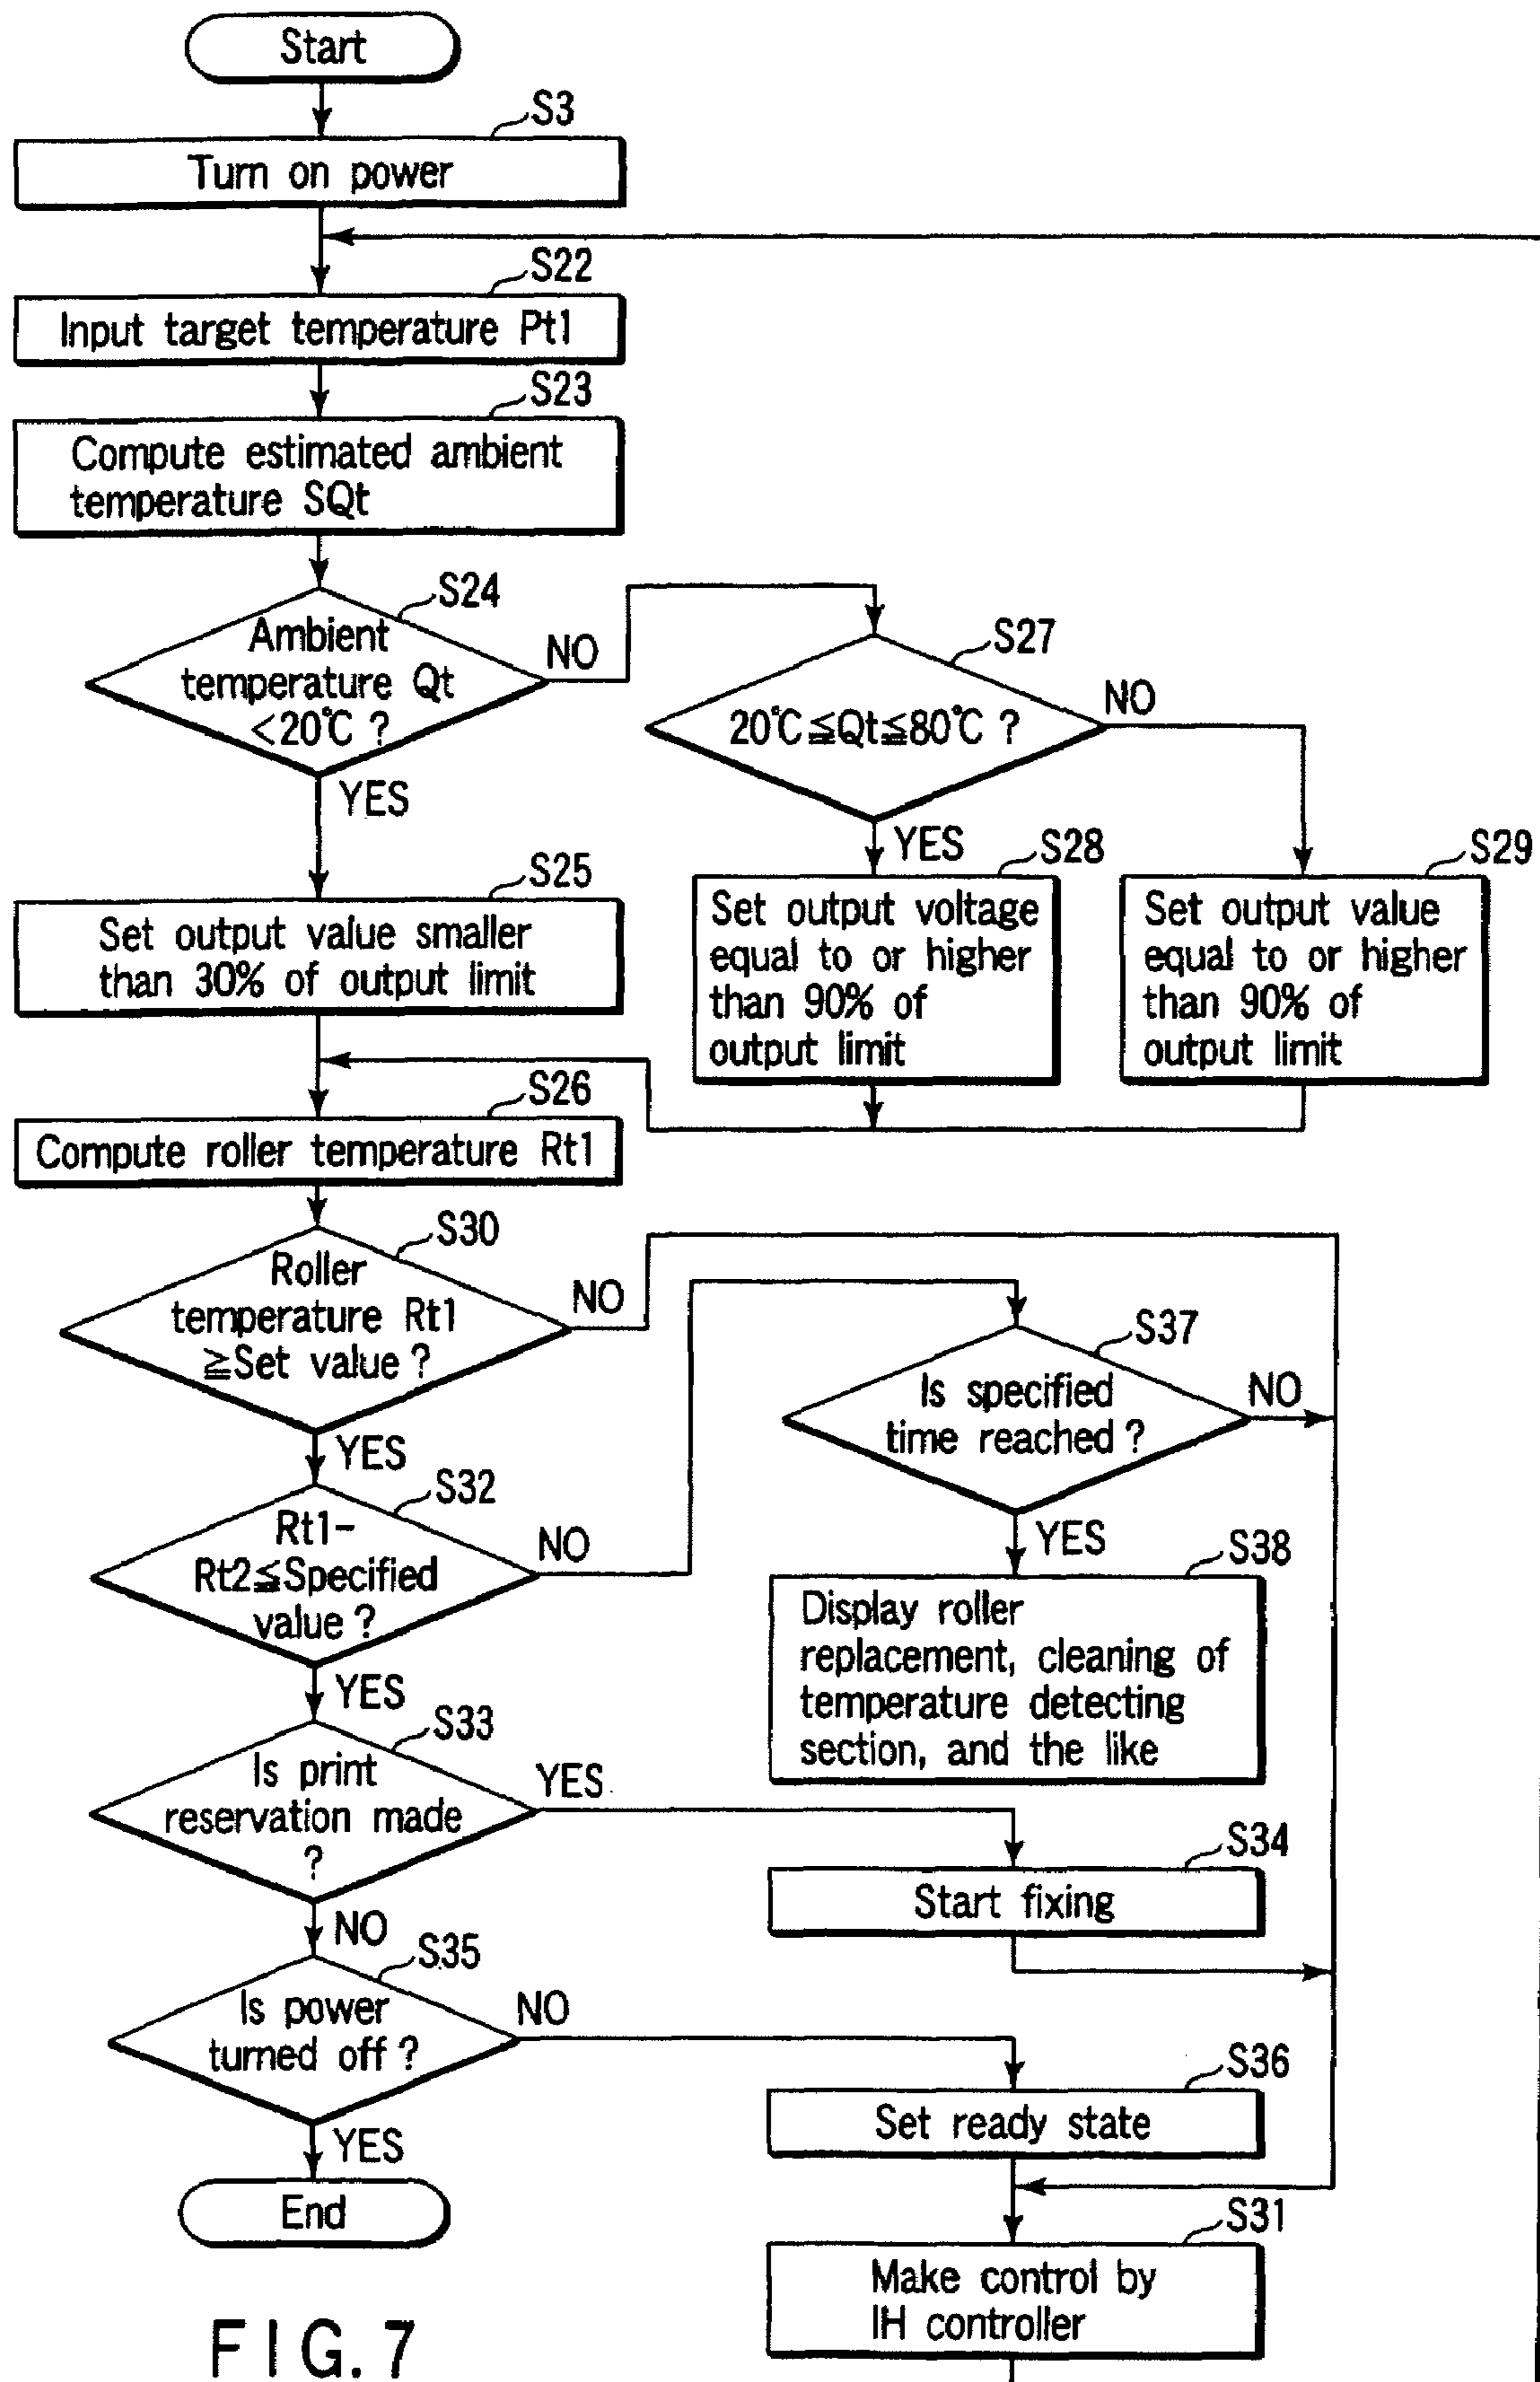 Start
S3
Turn on power
S22
Input target temperature Pt1
S23
Compute estimated ambient
temperature SQt
S24
Ambient
temperature Qt
<20°C ?
NO
YES
S27
20°C≦Qt≦80°C ?
NO
YES
S25
Set output value smaller
than 30% of output limit
S28
Set output voltage
equal to or higher
than 90% of
output limit
S29
Set output value
equal to or higher
than 90% of
output limit
S26
Compute roller temperature Rt1
S30
Roller
temperature Rt1
≧Set value ?
NO
YES
S37
Is specified
time reached ?
NO
YES
S32
Rt1-
Rt2≦Specified
value ?
NO
YES
S38
Display roller
replacement, cleaning of
temperature detecting
section, and the like
S33
Is print
reservation made
?
YES
NO
S34
Start fixing
S35
Is power
turned off ?
NO
YES
S36
Set ready state
End
S31
Make control by
IH controller
FIG. 7